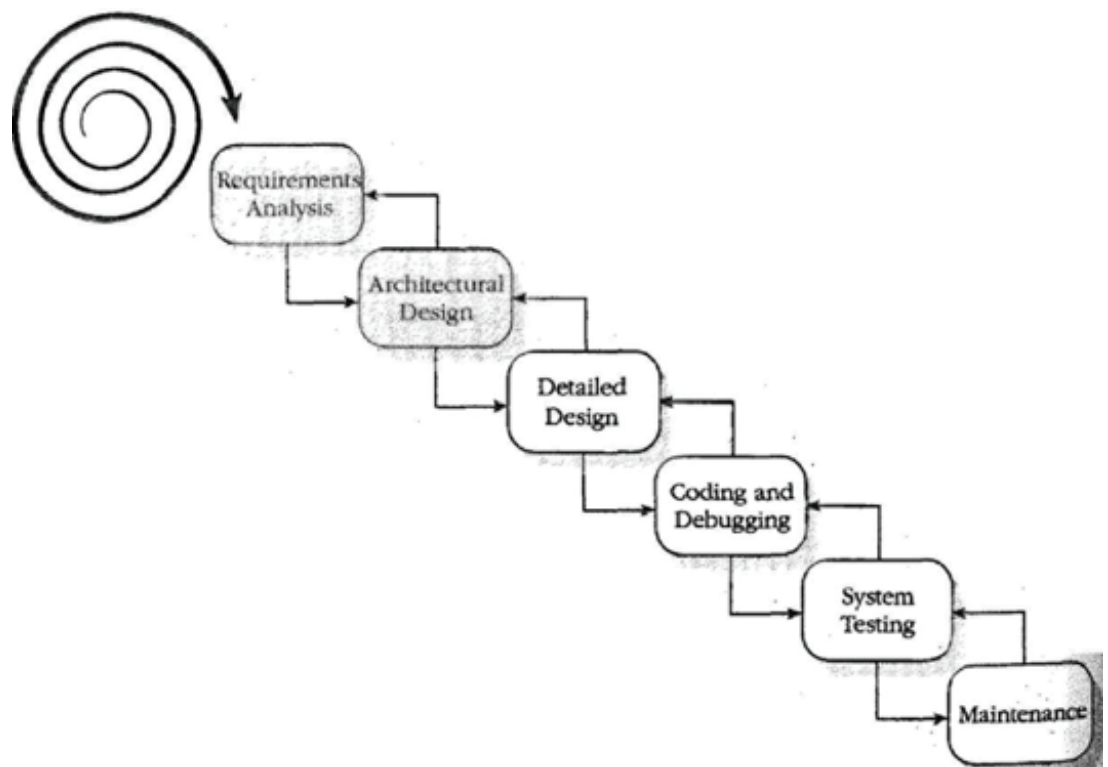 Requirements
Analysis
Architectural
Design
Detailed
Design
Coding and
Debugging
System
Testing
Maintenance